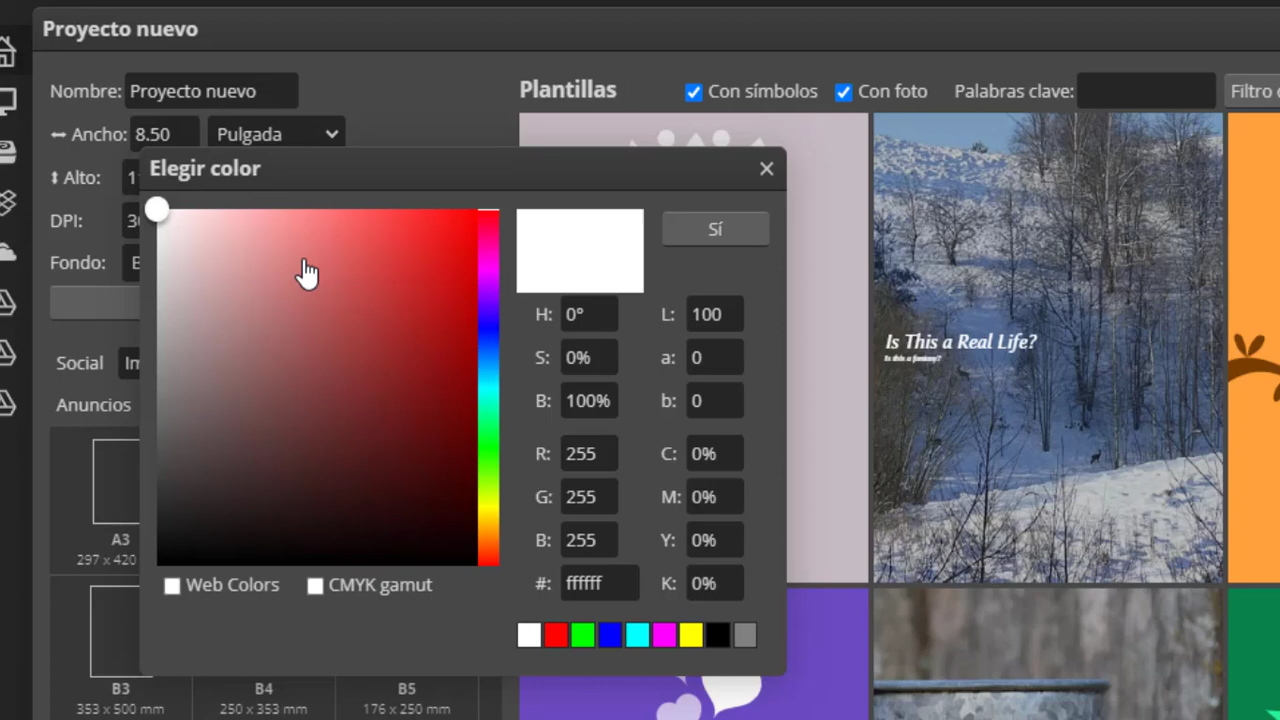 Proyecto nuevo
Nombre: Proyecto nuevo
Ancho: 8.50 Pulgada
Alto:
DPI:
Fondo:
Social
Anuncios
A3
297 x 420
B3
353 x 500 mm
B4
250 x 353 mm
B5
176 x 250 mm
Plantillas Con símbolos Con foto Palabras clave: Filtro
Is This a Real Life?
Is this a fantasy?
Elegir color
Sí
H: 0° L: 100
S: 0% a: 0
B: 100% b: 0
R: 255 C: 0%
G: 255 M: 0%
B: 255 Y: 0%
#: ffffff K: 0%
Web Colors CMYK gamut